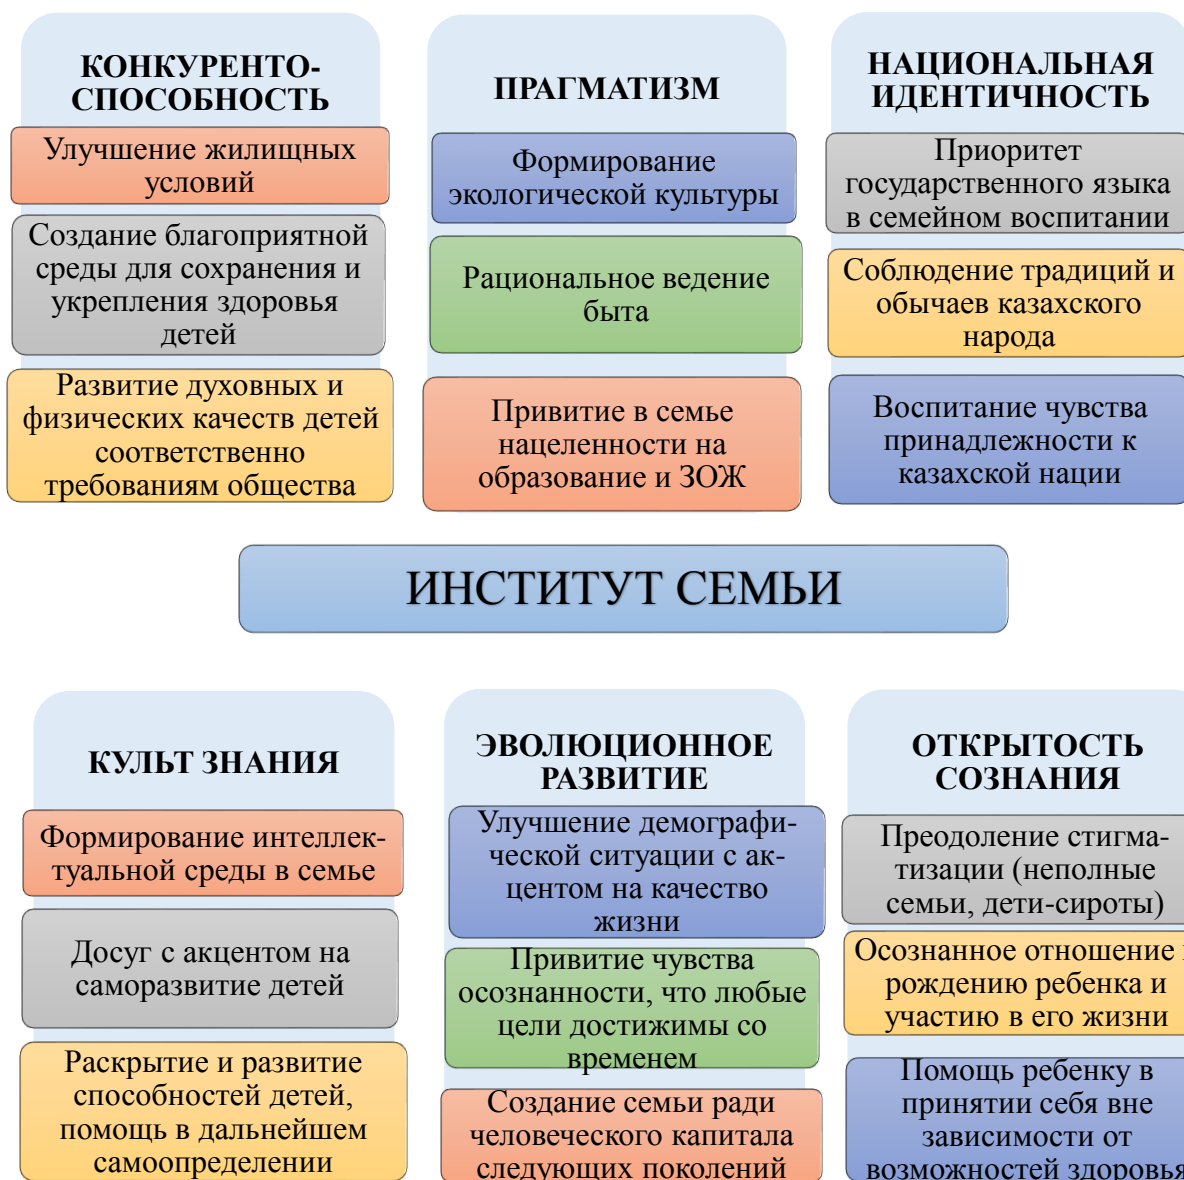 КОНКУРЕНТО-
СПОСОБНОСТЬ
Улучшение жилищных
условий
Создание благоприятной
среды для сохранения и
укрепления здоровья
детей
Развитие духовных и
физических качеств детей
соответственно
требованиям общества
ПРАГМАТИЗМ
Формирование
экологической культуры
Рациональное ведение
быта
Привитие в семье
нацеленности на
образование и ЗОЖ
НАЦИОНАЛЬНАЯ
ИДЕНТИЧНОСТЬ
Приоритет
государственного языка
в семейном воспитании
Соблюдение традиций и
обычаев казахского
народа
Воспитание чувства
принадлежности к
казахской нации
ИНСТИТУТ СЕМЬИ
КУЛЬТ ЗНАНИЯ
Формирование интеллек-
туальной среды в семье
Досуг с акцентом на
саморазвитие детей
Раскрытие и развитие
способностей детей,
помощь в дальнейшем
самоопределении
ЭВОЛЮЦИОННОЕ
РАЗВИТИЕ
Улучшение демографи-
ческой ситуации с ак-
центом на качество
жизни
Привитие чувства
осознанности, что любые
цели достижимы со
временем
Создание семьи ради
человеческого капитала
следующих поколений
ОТКРЫТОСТЬ
СОЗНАНИЯ
Преодоление стигма-
тизации (неполные
семьи, дети-сироты)
Осознанное отношение
рождению ребенка и
участию в его жизни
Помощь ребенку в
принятии себя вне
зависимости от
возможностей здоровья